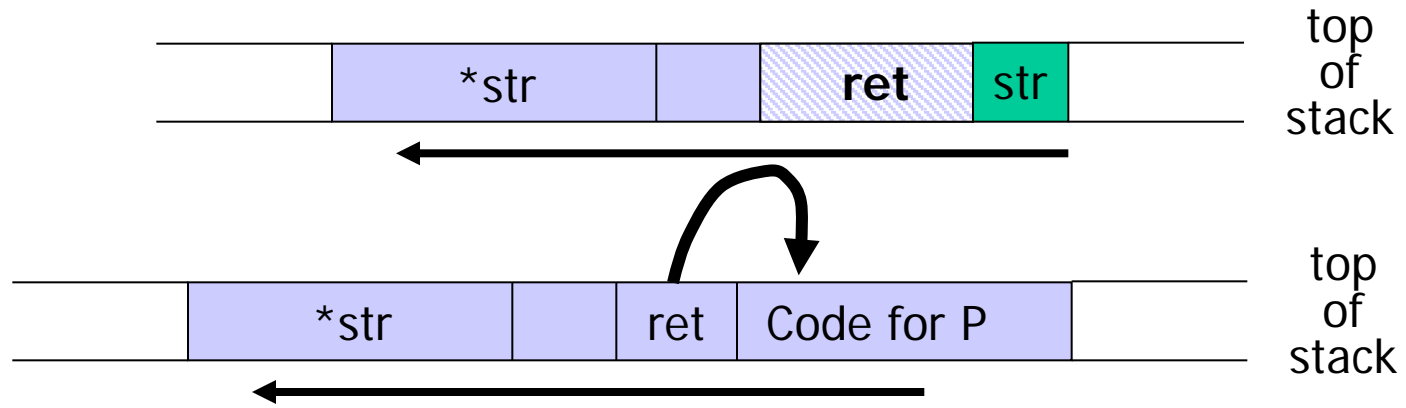 *str ret str
top
of
stack
*str ret Code for P
top
of
stack